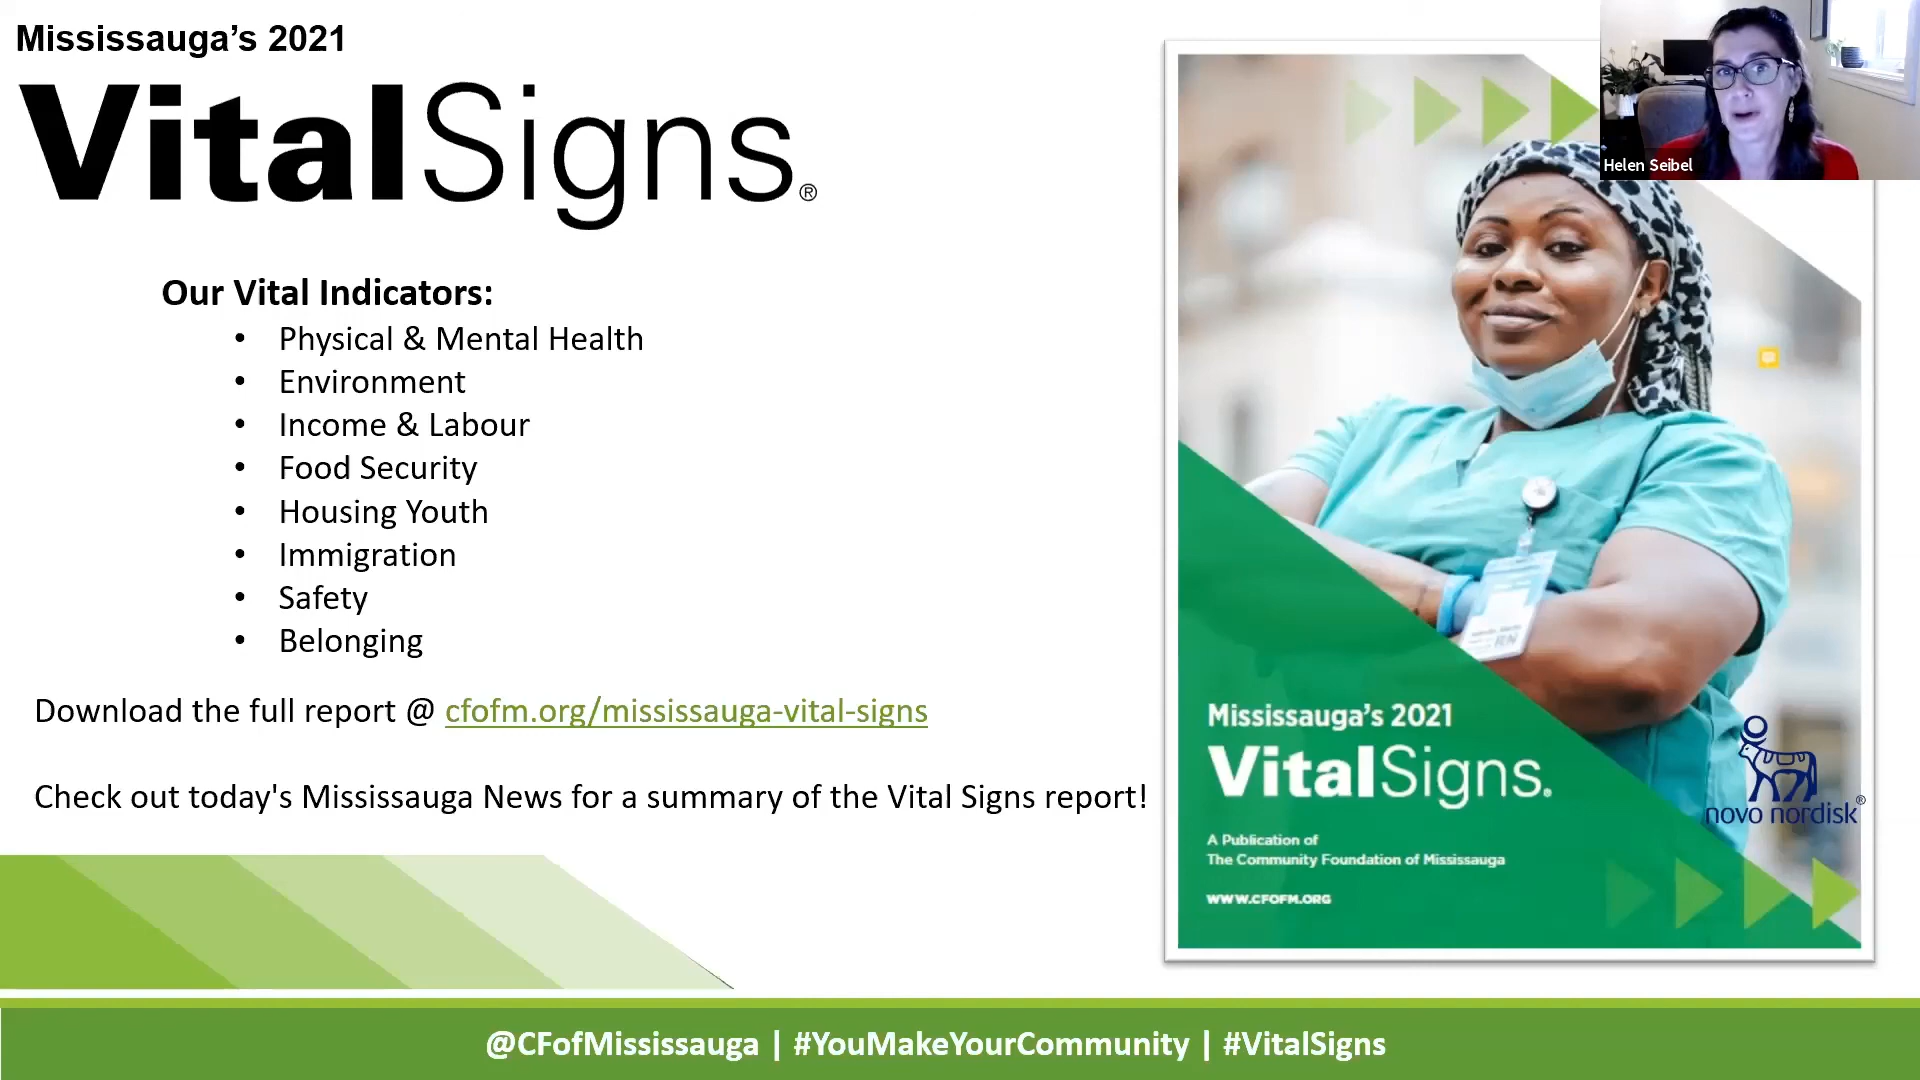 Mississauga's 2021
VitalSigns®
Our Vital Indicators:
• Physical & Mental Health
• Environment
• Income & Labour
• Food Security
• Housing Youth
• Immigration
• Safety
• Belonging
Download the full report @ cfofm.org/mississauga-vital-signs
Check out today's Mississauga News for a summary of the Vital Signs report!
Helen Seibel
RN
Mississauga's 2021
VitalSigns®
novo nordisk®
A Publication of
The Community Foundation of Mississauga
WWW.CFOFM.ORG
@CFofMississauga | #YouMakeYourCommunity | #VitalSigns